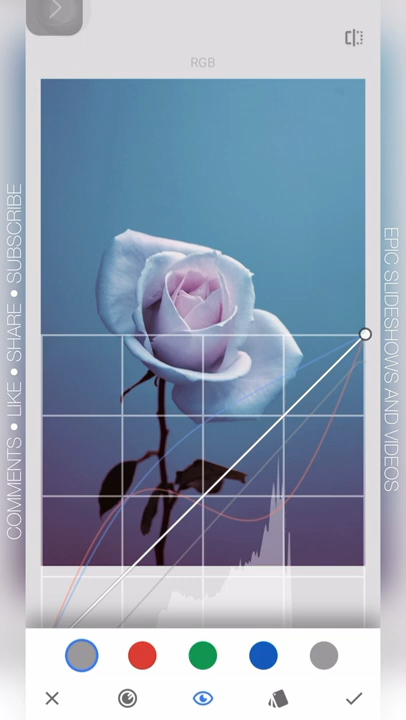 RGB
COMMENTS • LIKE • SHARE • SUBSCRIBE
EPIC SLIDESHOWS AND VIDEOS